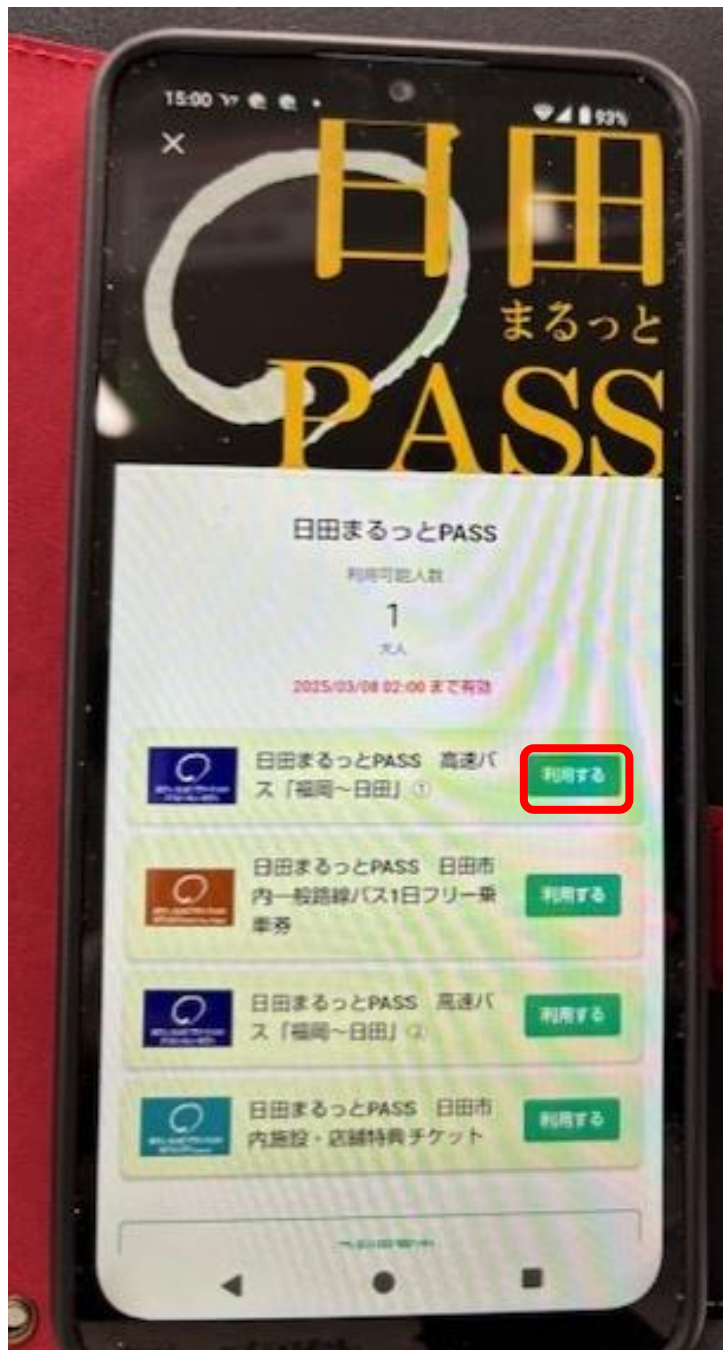 15:00
93%
日田
まるっと
PASS
日田まるっとPASS
利用可能人数
1
大人
2025/03/08 02:00 まで有効
日田まるっとPASS 高速バ
ス「福岡～日田」①
利用する
日田まるっとPASS 日田市
内一般路線バス1日フリー乗
車券
利用する
日田まるっとPASS 高速バ
ス「福岡～日田」②
利用する
日田まるっとPASS 日田市
内施設・店舗特典チケット
利用する